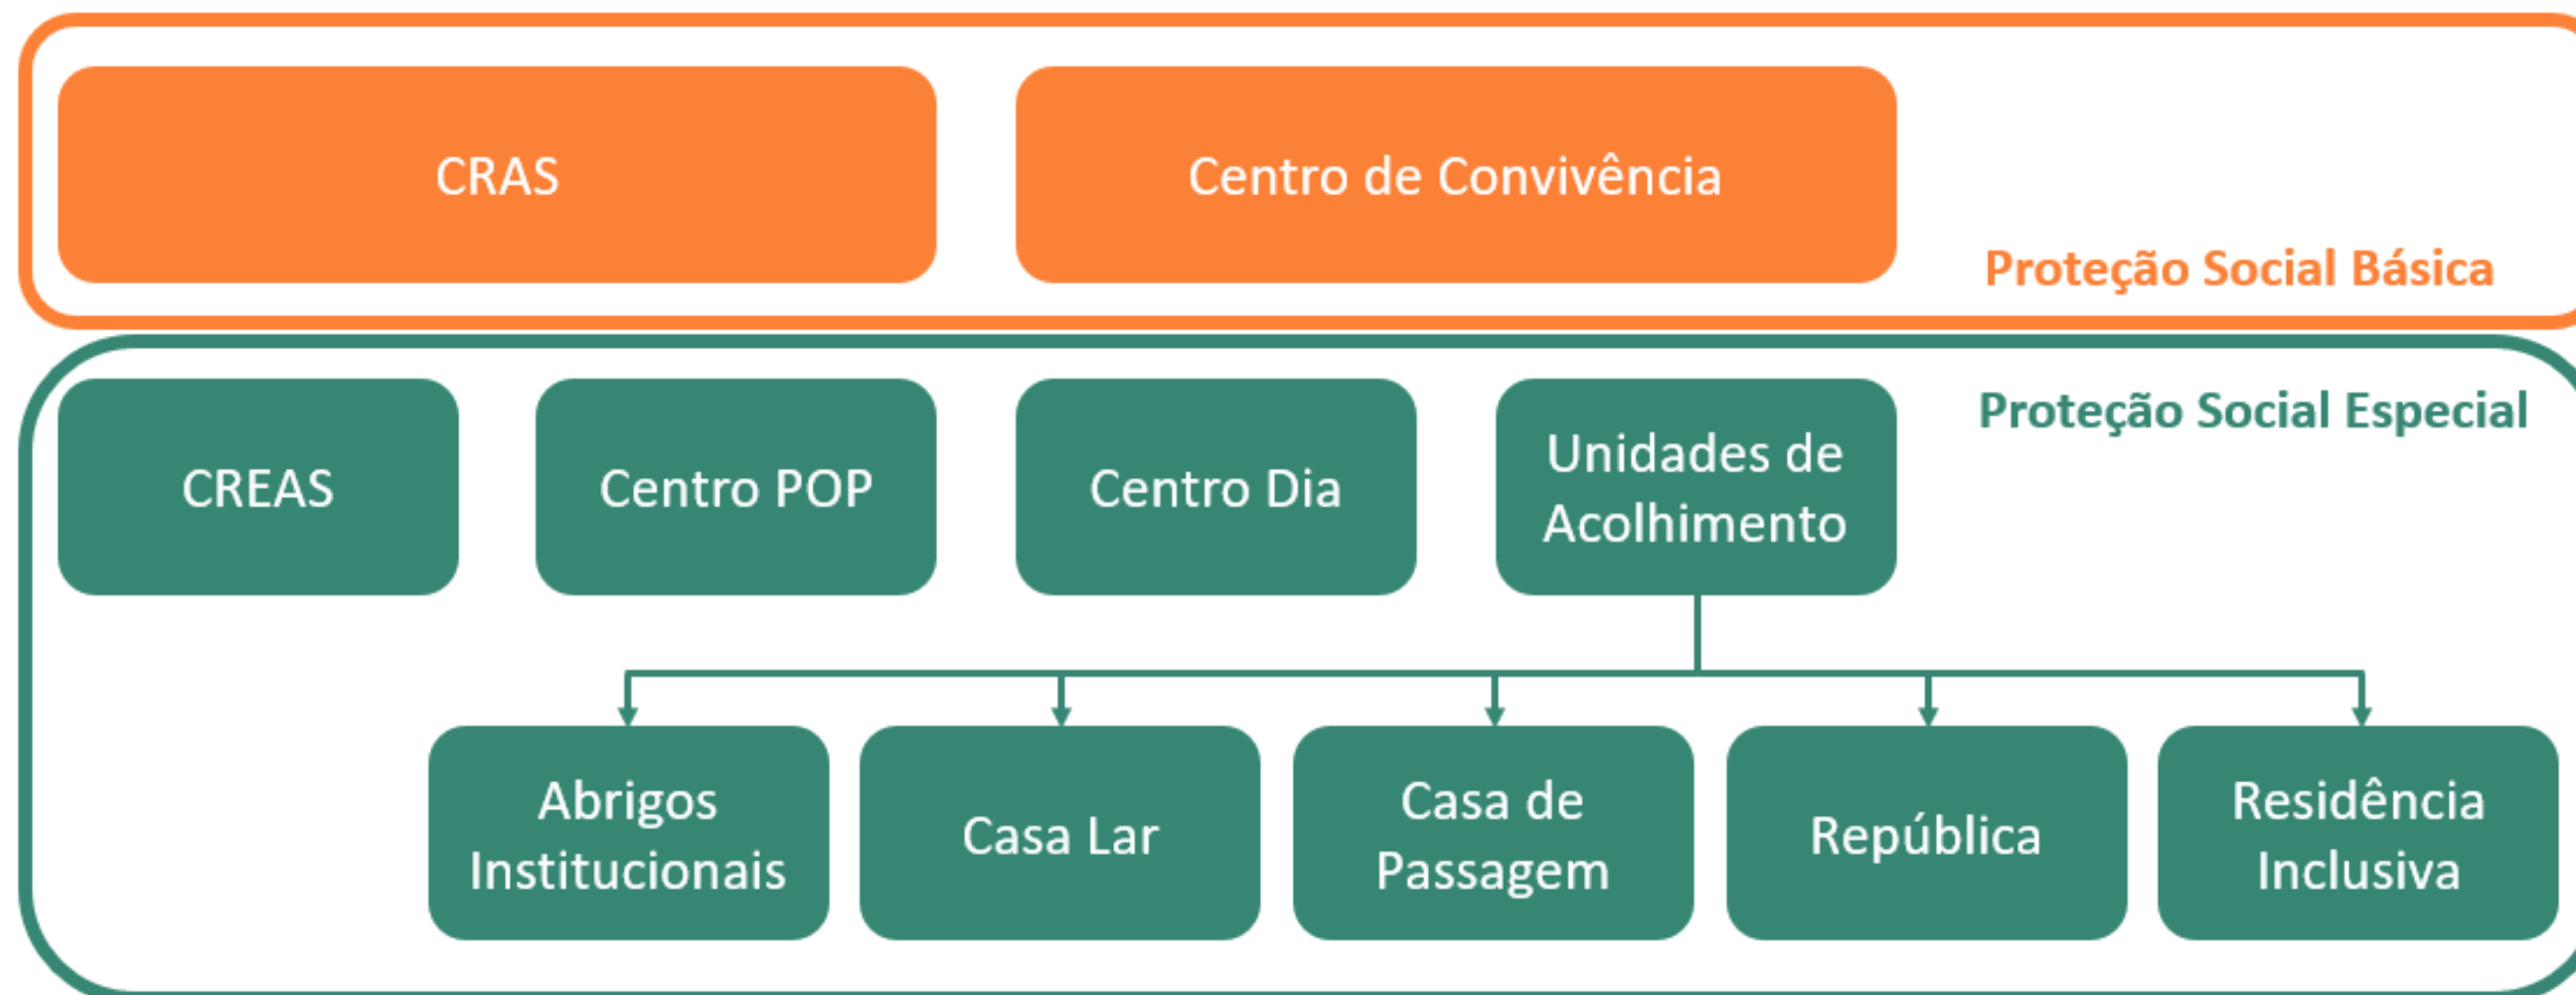 CRAS
Centro de Convivência
Proteção Social Básica
Proteção Social Especial
CREAS
Centro POP
Centro Dia
Unidades de
Acolhimento
Abrigos
Institucionais
Casa Lar
Casa de
Passagem
República
Residência
Inclusiva